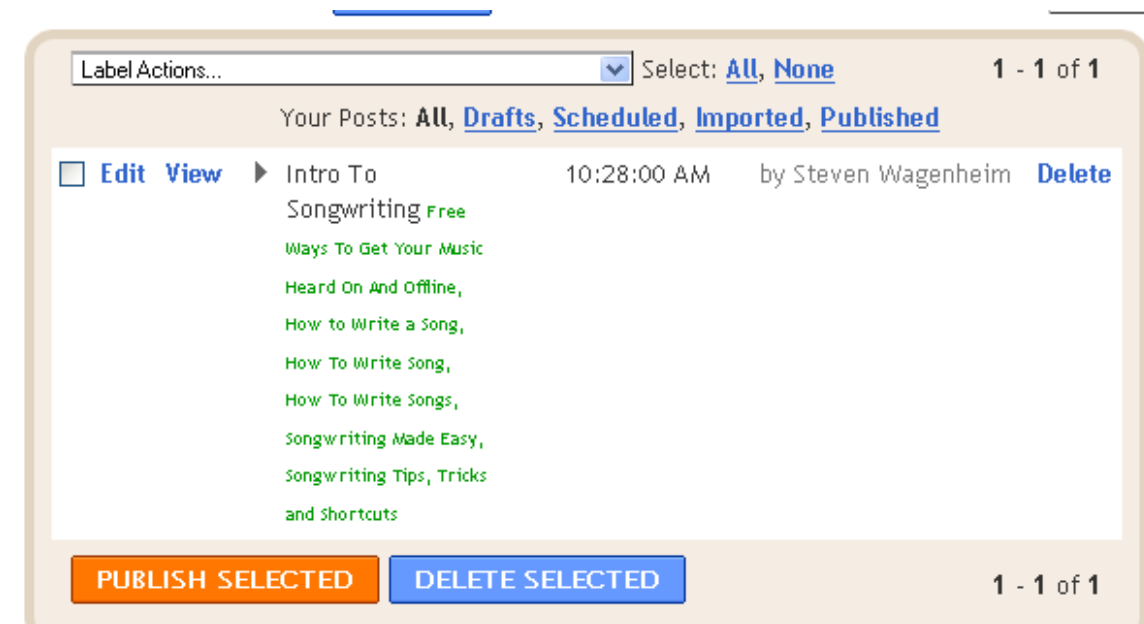 Label Actions... Select: All, None 1 - 1 of 1
Your Posts: All, Drafts, Scheduled, Imported, Published
Edit View Intro To 10:28:00 AM by Steven Wagenheim Delete
Songwriting Free
Ways To Get Your Music
Heard On And Offline,
How to Write a Song,
How To Write Song,
How To Write Songs,
Songwriting Made Easy,
Songwriting Tips, Tricks
and Shortcuts
PUBLISH SELECTED DELETE SELECTED 1 - 1 of 1